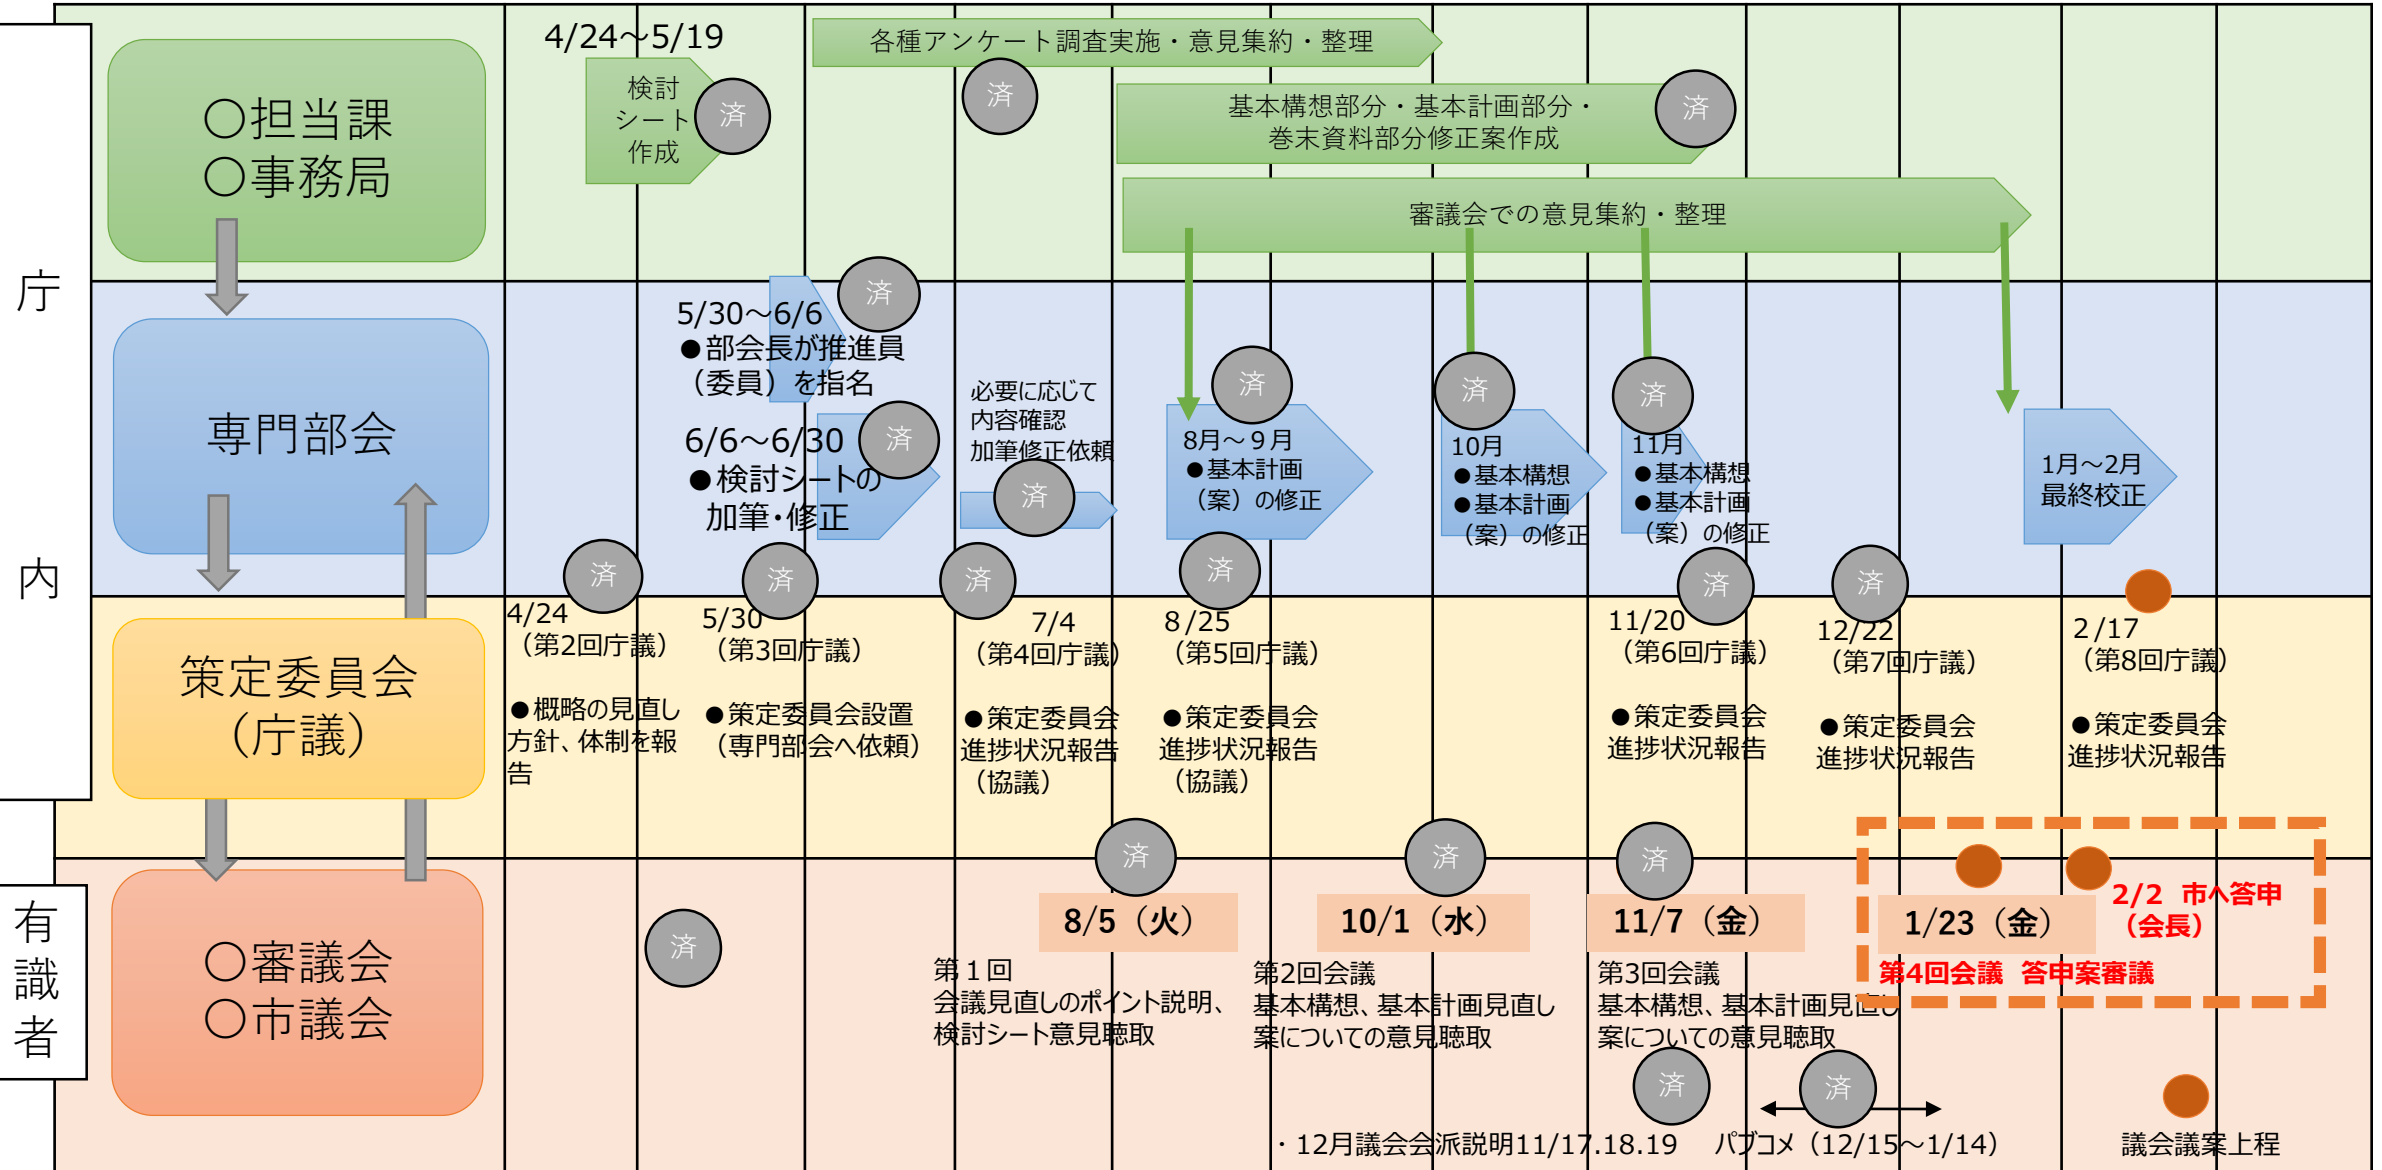 庁
内
有
識
者
○担当課
○事務局
4/24～5/19
検討
シート
作成
済
各種アンケート調査実施・意見集約・整理
済
基本構想部分・基本計画部分・
巻末資料部分修正案作成
済
審議会での意見集約・整理
専門部会
済
5/30～6/6
●部会長が推進員
（委員）を指名
済
6/6～6/30
●検討シートの
加筆・修正
必要に応じて
内容確認
加筆修正依頼
済
済
8月～９月
●基本計画
（案）の修正
済
10月
●基本構想
●基本計画
（案）の修正
済
11月
●基本構想
●基本計画
（案）の修正
1月～2月
最終校正
策定委員会
（庁議）
済
4/24
（第2回庁議）
●概略の見直し
方針、体制を報
告
済
5/30
（第3回庁議）
●策定委員会設置
（専門部会へ依頼）
済
7/4
（第4回庁議）
●策定委員会
進捗状況報告
（協議）
済
8/25
（第5回庁議）
●策定委員会
進捗状況報告
（協議）
済
11/20
（第6回庁議）
●策定委員会
進捗状況報告
済
12/22
（第7回庁議）
●策定委員会
進捗状況報告
2/17
（第8回庁議）
●策定委員会
進捗状況報告
○審議会
○市議会
済
済
8/5（火）
第１回
会議見直しのポイント説明、
検討シート意見聴取
済
10/1（水）
第2回会議
基本構想、基本計画見直し
案についての意見聴取
済
11/7（金）
第3回会議
基本構想、基本計画見直し
案についての意見聴取
1/23（金）
第4回会議　答申案審議
2/2　市へ答申
（会長）
済
・12月議会会派説明11/17.18.19
済
パブコメ（12/15～1/14）
議会議案上程